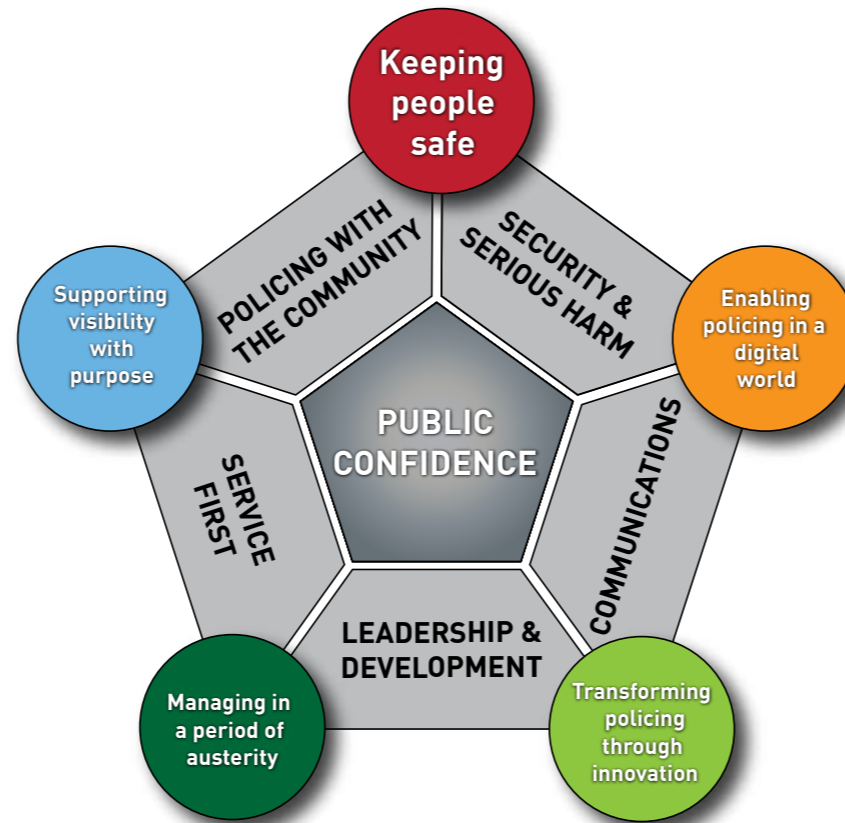 Keeping
people
safe
POLICING WITH
THE COMMUNITY
SECURITY &
SERIOUS HARM
Supporting
visibility
with
purpose
Enabling
policing in a
digital
world
PUBLIC
CONFIDENCE
SERVICE
FIRST
COMMUNICATIONS
LEADERSHIP &
DEVELOPMENT
Managing in
a period of
austerity
Transforming
policing
through
innovation